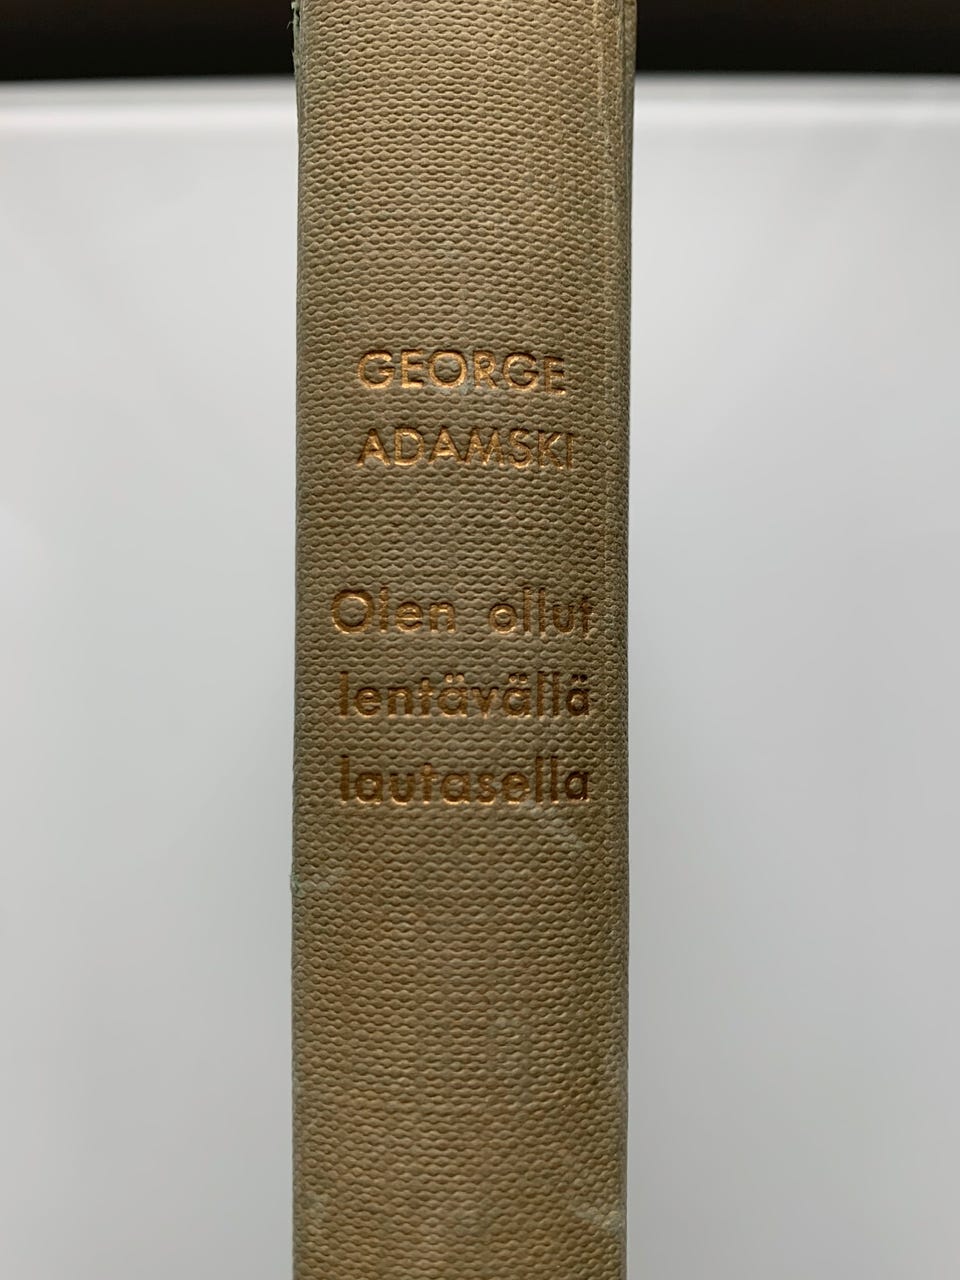 GEORGE
ADAMSKI
Olen ollut
lentävällä
lautasella